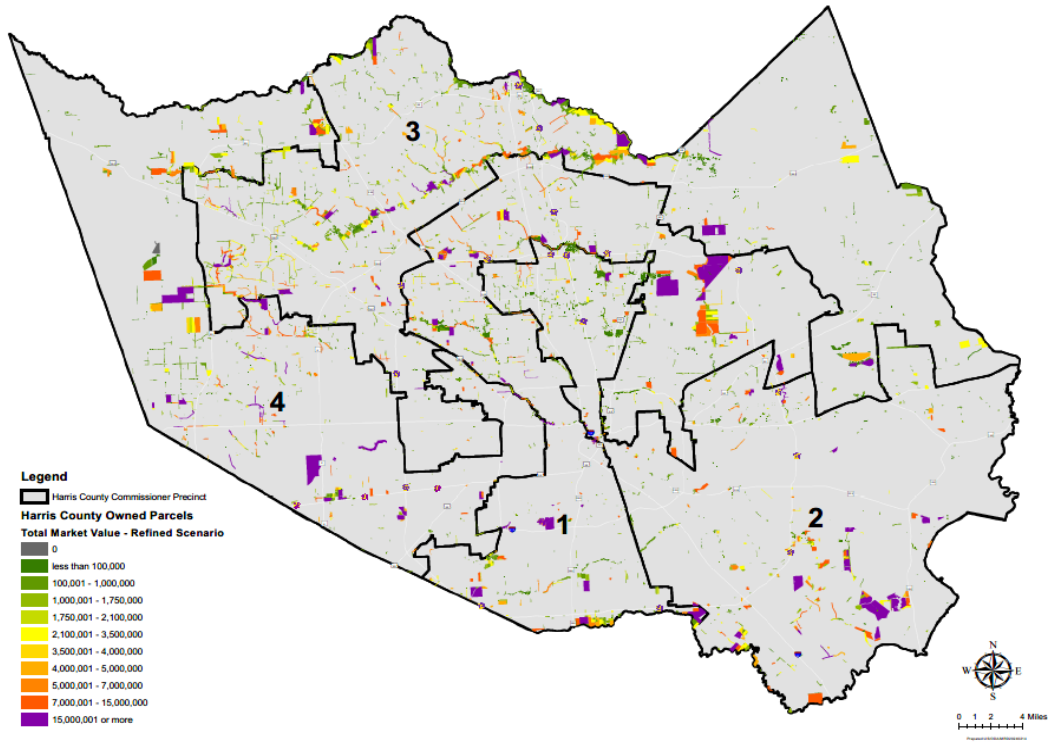 3
4
1
2
Legend
Harris County Commissioner Precinct
Harris County Owned Parcels
Total Market Value - Refined Scenario
0
less than 100,000
100,001 - 1,000,000
1,000,001 - 1,750,000
1,750,001 - 2,100,000
2,100,001 - 3,500,000
3,500,001 - 4,000,000
4,000,001 - 5,000,000
5,000,001 - 7,000,000
7,000,001 - 15,000,000
15,000,001 or more
N
W E
S
0 1 2 4 Miles